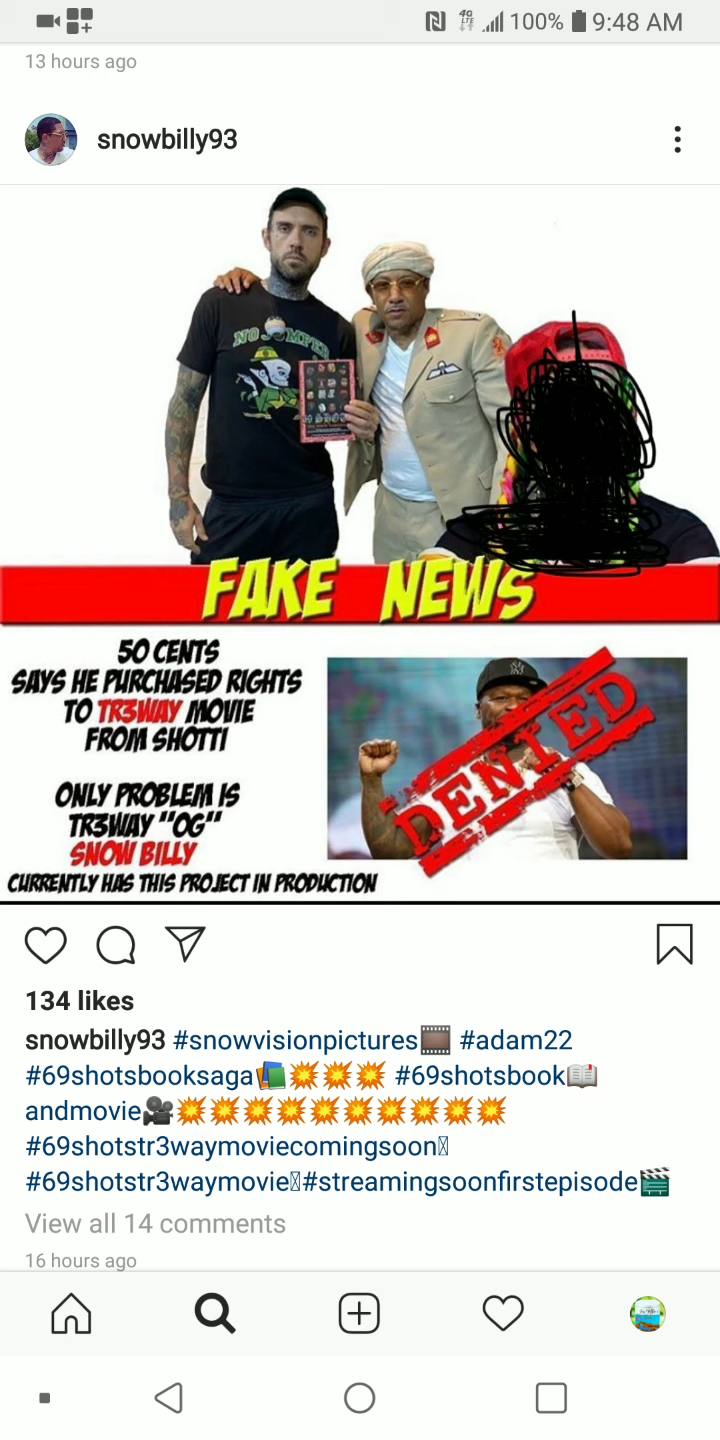 4G
LTE
100%
9:48 AM
13 hours ago
snowbilly93
NO JUMPER
FAKE NEWS
50 CENTS
SAYS HE PURCHASED RIGHTS
TO TR3WAY MOVIE
FROM SHOTTI
ONLY PROBLEM IS
TR3WAY "OG"
SNOW BILLY
CURRENTLY HAS THIS PROJECT IN PRODUCTION
DENIED
134 likes
snowbilly93 #snowvisionpictures🎞 #adam22
#69shotsbooksaga📚💥💥💥 #69shotsbook📖
andmovie🎥💥💥💥💥💥💥💥💥💥💥
#69shotstr3waymoviecomingsoon
#69shotstr3waymovie#streamingsoonfirstepisode🎬
View all 14 comments
16 hours ago